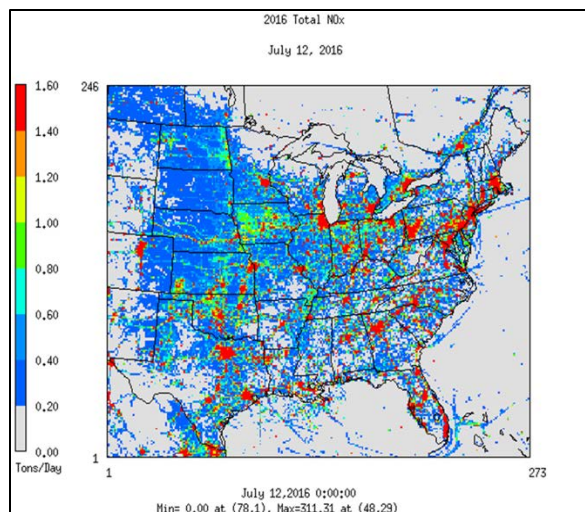 2016 Total NOx
July 12, 2016
246
1.60
1.40
1.20
1.00
0.80
0.60
0.40
0.20
0.00
Tons/Day
1
1
273
July 12,2016 0:00:00
Min= 0.00 at (78,1), Max=311.31 at (48,29)